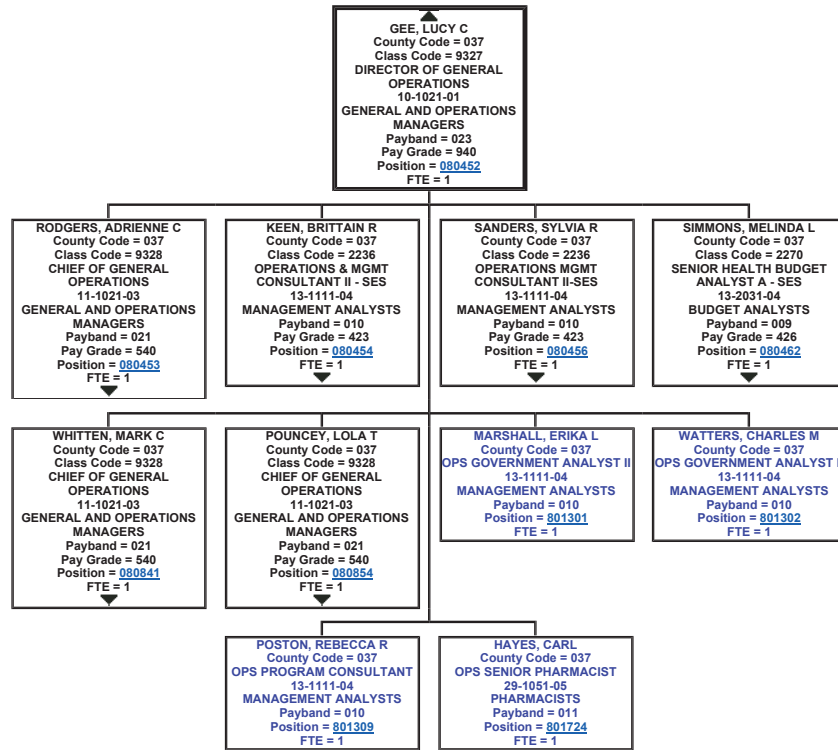 GEE, LUCY C
County Code = 037
Class Code = 9327
DIRECTOR OF GENERAL
OPERATIONS
10-1021-01
GENERAL AND OPERATIONS
MANAGERS
Payband = 023
Pay Grade = 940
Position = 080452
FTE = 1
RODGERS, ADRIENNE C
County Code = 037
Class Code = 9328
CHIEF OF GENERAL
OPERATIONS
11-1021-03
GENERAL AND OPERATIONS
MANAGERS
Payband = 021
Pay Grade = 540
Position = 080453
FTE = 1
KEEN, BRITTAIN R
County Code = 037
Class Code = 2236
OPERATIONS & MGMT
CONSULTANT II - SES
13-1111-04
MANAGEMENT ANALYSTS
Payband = 010
Pay Grade = 423
Position = 080454
FTE = 1
SANDERS, SYLVIA R
County Code = 037
Class Code = 2236
OPERATIONS MGMT
CONSULTANT II-SES
13-1111-04
MANAGEMENT ANALYSTS
Payband = 010
Pay Grade = 423
Position = 080456
FTE = 1
SIMMONS, MELINDA L
County Code = 037
Class Code = 2270
SENIOR HEALTH BUDGET
ANALYST A - SES
13-2031-04
BUDGET ANALYSTS
Payband = 009
Pay Grade = 426
Position = 080462
FTE = 1
WHITTEN, MARK C
County Code = 037
Class Code = 9328
CHIEF OF GENERAL
OPERATIONS
11-1021-03
GENERAL AND OPERATIONS
MANAGERS
Payband = 021
Pay Grade = 540
Position = 080841
FTE = 1
POUNCEY, LOLA T
County Code = 037
Class Code = 9328
CHIEF OF GENERAL
OPERATIONS
11-1021-03
GENERAL AND OPERATIONS
MANAGERS
Payband = 021
Pay Grade = 540
Position = 080854
FTE = 1
MARSHALL, ERIKA L
County Code = 037
OPS GOVERNMENT ANALYST II
13-1111-04
MANAGEMENT ANALYSTS
Payband = 010
Position = 801301
FTE = 1
WATTERS, CHARLES M
County Code = 037
OPS GOVERNMENT ANALYST
13-1111-04
MANAGEMENT ANALYSTS
Payband = 010
Position = 801302
FTE = 1
POSTON, REBECCA R
County Code = 037
OPS PROGRAM CONSULTANT
13-1111-04
MANAGEMENT ANALYSTS
Payband = 010
Position = 801309
FTE = 1
HAYES, CARL
County Code = 037
OPS SENIOR PHARMACIST
29-1051-05
PHARMACISTS
Payband = 011
Position = 801724
FTE = 1